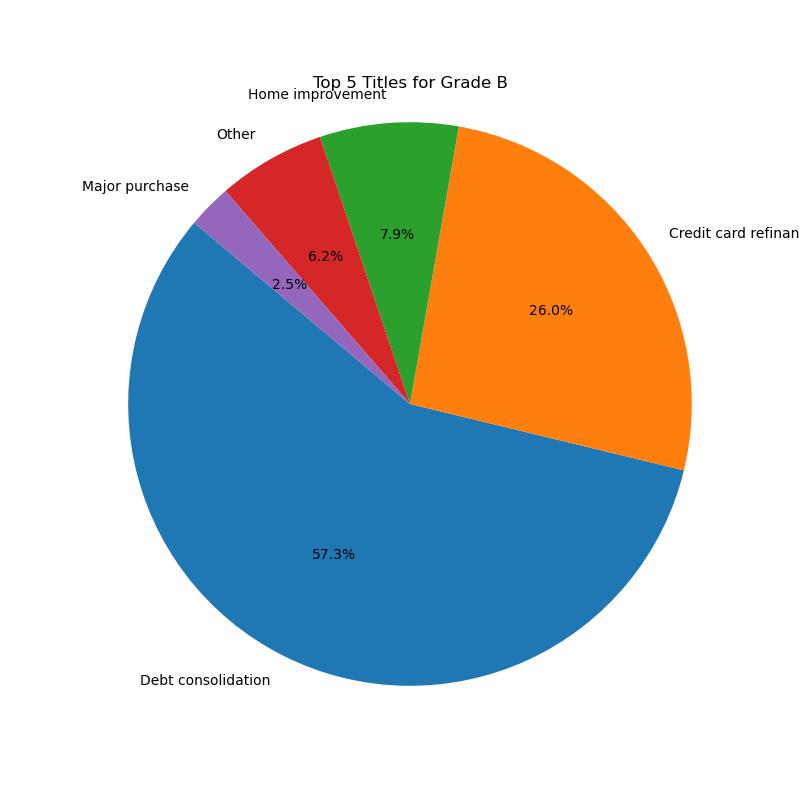 Top 5 Titles for Grade B
Home improvement
Other
Major purchase
Credit card refinan
7.9%
6.2%
2.5%
26.0%
57.3%
Debt consolidation